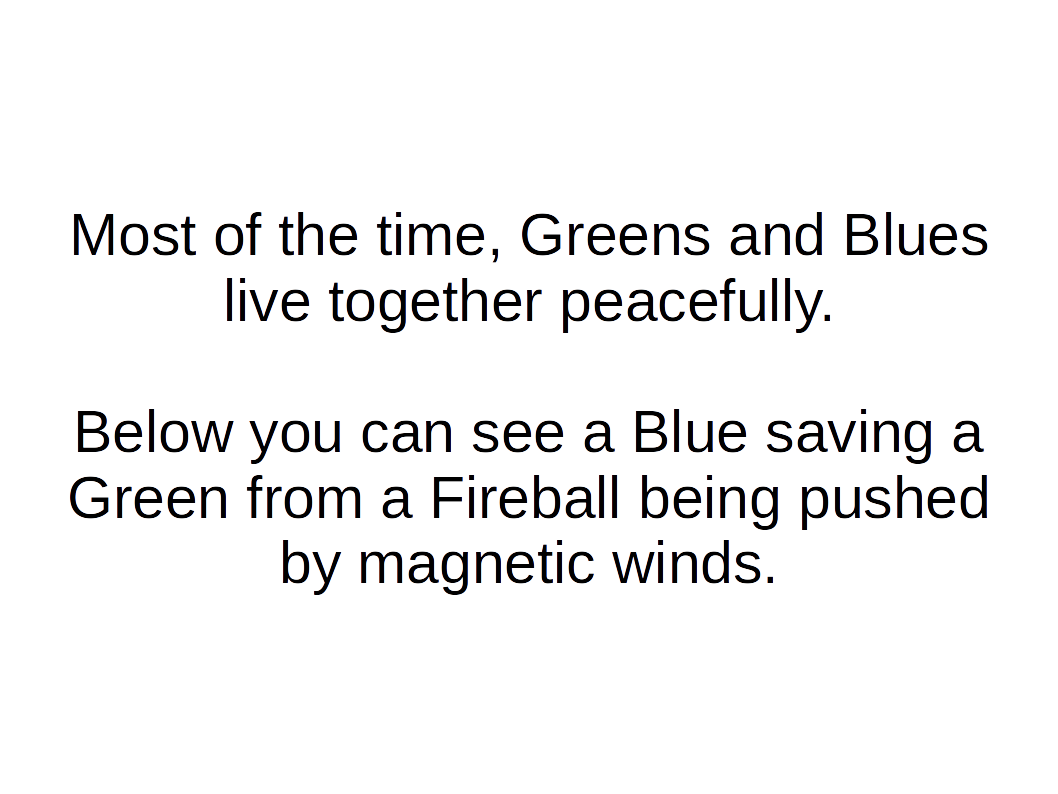 Most of the time, Greens and Blues
live together peacefully.
Below you can see a Blue saving a
Green from a Fireball being pushed
by magnetic winds.